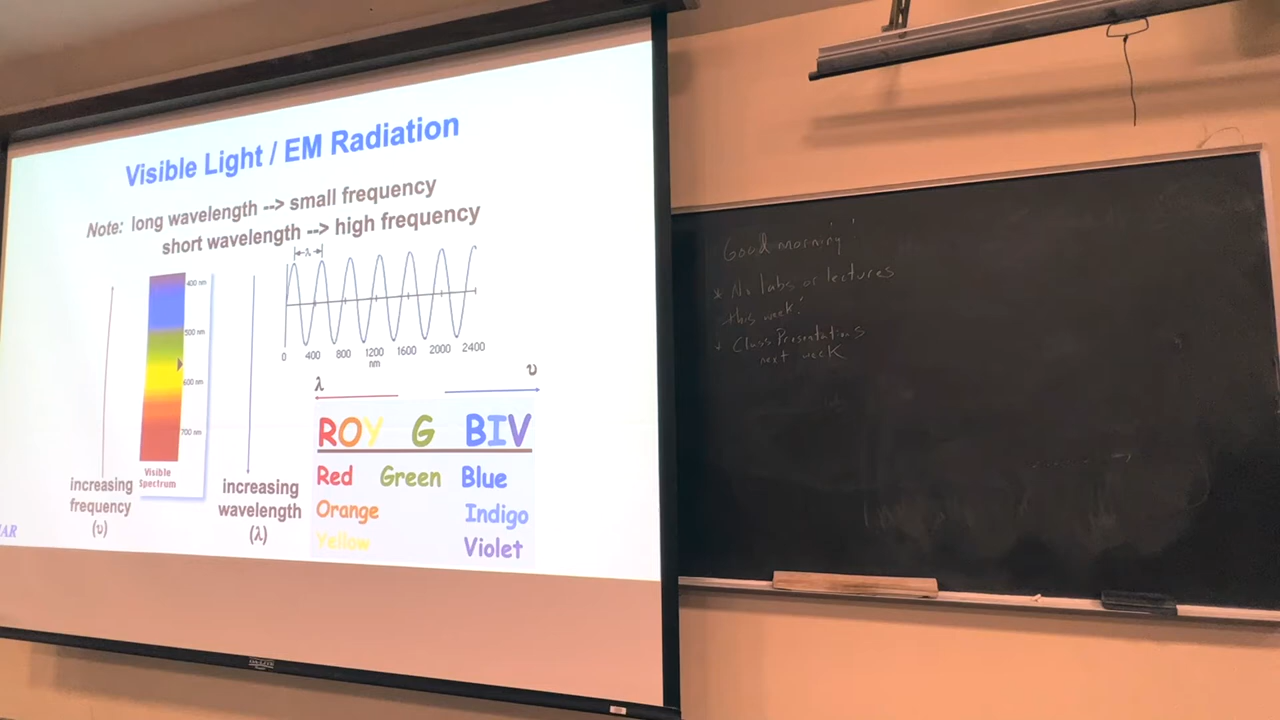 Visible Light / EM Radiation
Note: long wavelength --> small frequency
short wavelength --> high frequency
λ
0 400 800 1200 1600 2000 2400
nm
400 nm
500 nm
600 nm
700 nm
Visible
Spectrum
increasing
frequency
(υ)
increasing
wavelength
(λ)
λ υ
ROY G BIV
Red Green Blue
Orange Indigo
Yellow Violet
AR
Good morning!
* No labs or lectures
this week!
* Class Presentations
next week